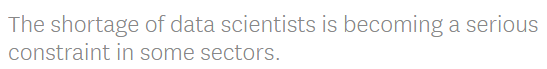 The shortage of data scientists is becoming a serious
constraint in some sectors.